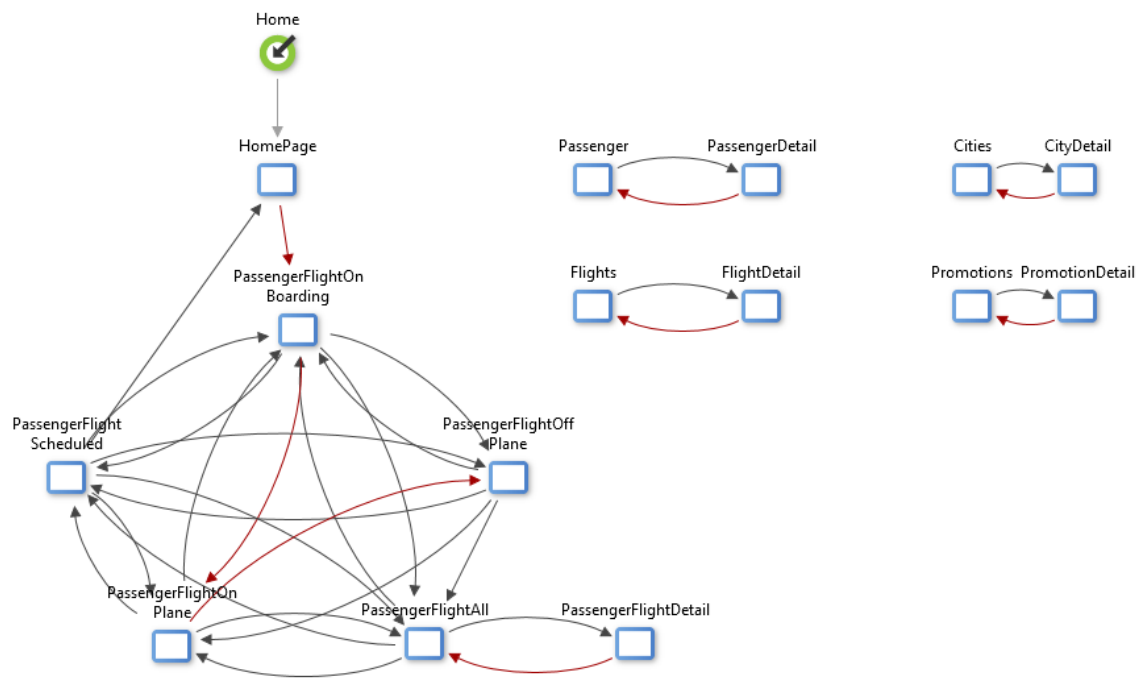 Home
HomePage
Passenger
PassengerDetail
Cities
CityDetail
PassengerFlightOn
Boarding
Flights
FlightDetail
Promotions
PromotionDetail
PassengerFlight
Scheduled
PassengerFlightOff
Plane
PassengerFlightOn
Plane
PassengerFlightAll
PassengerFlightDetail